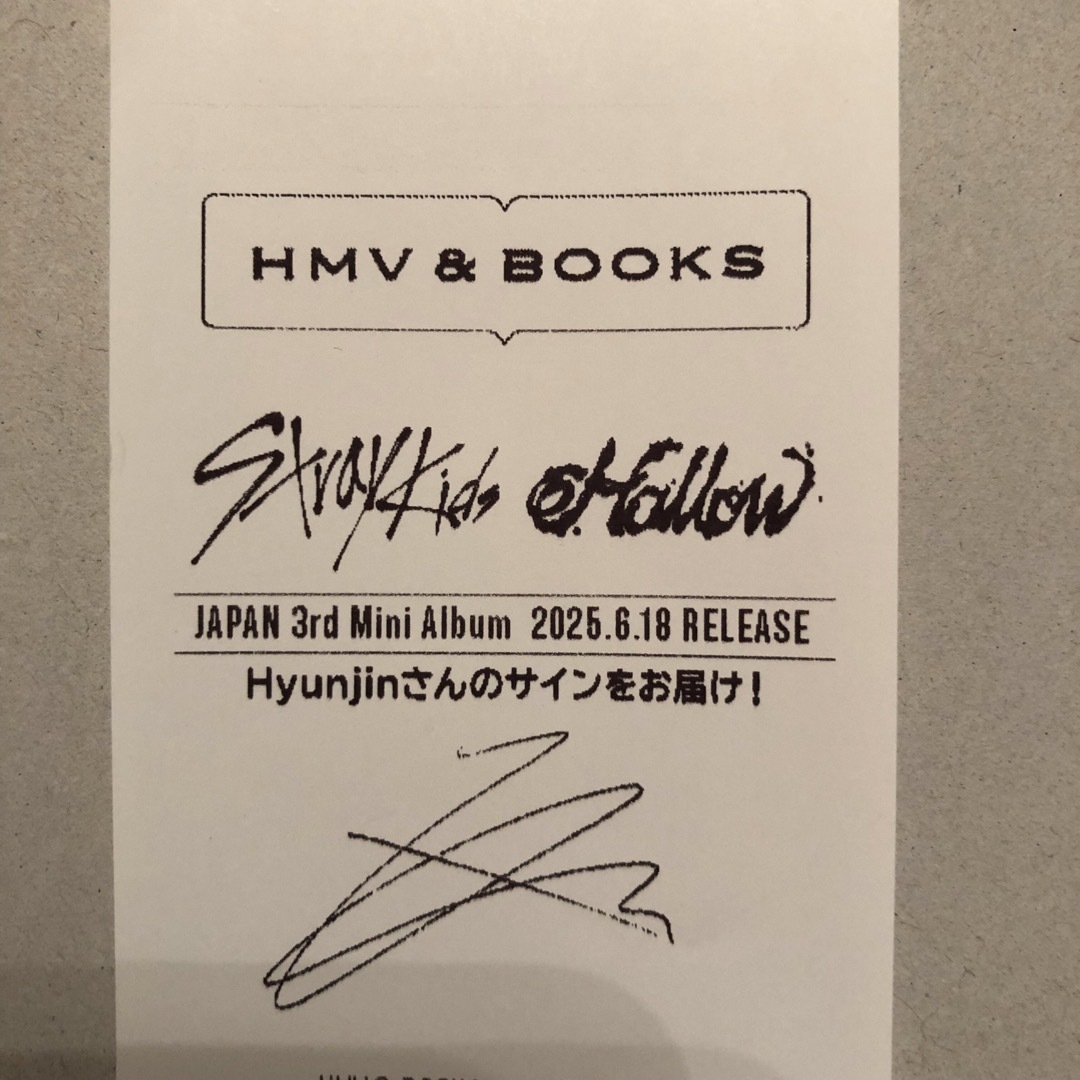 HMV & BOOKS
Stray Kids Hollow
JAPAN 3rd Mini Album 2025.6.18 RELEASE
Hyunjinさんのサインをお届け！